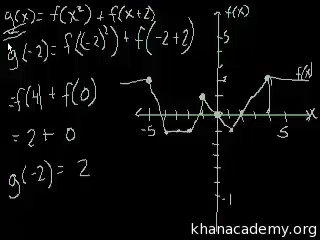 g(x) = f(x²) + f(x+2)
g(-2) = f((-2)²) + f(-2+2)
= f(4) + f(0)
= 2 + 0
g(-2) = 2
f(x)
5
f(x)
X
-5
5
-1
khanacademy.org